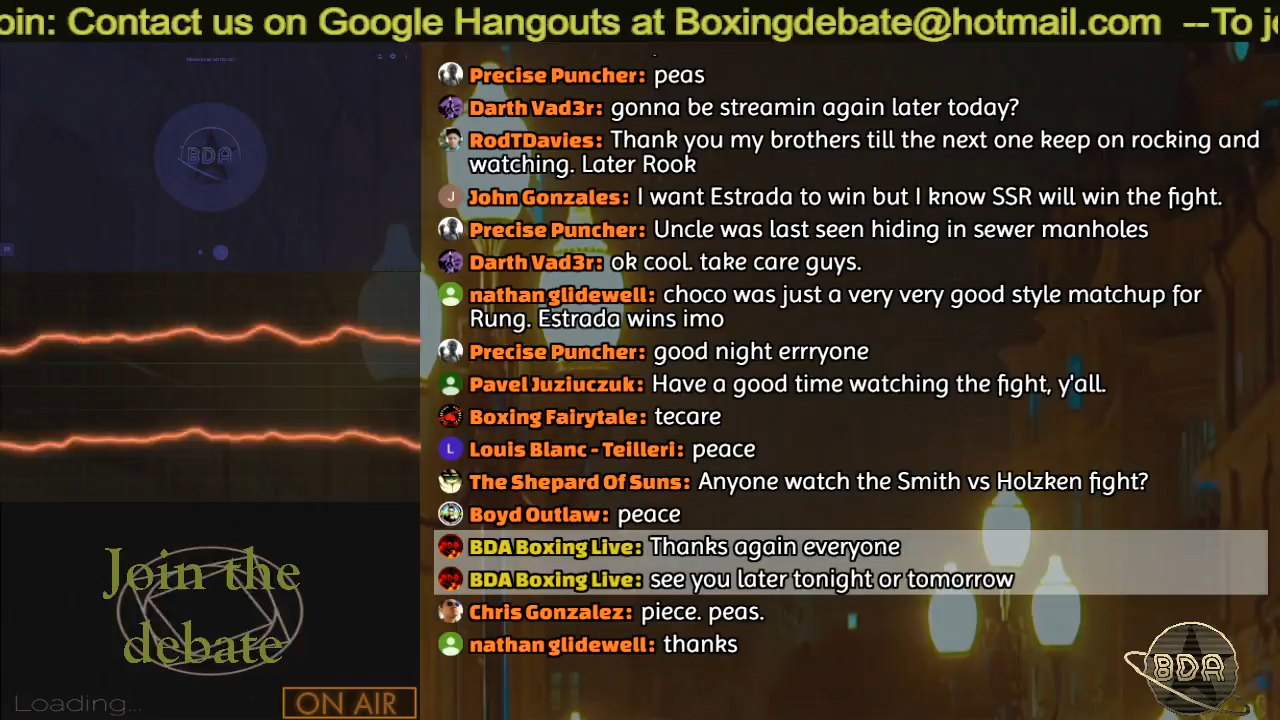 oin: Contact us on Google Hangouts at Boxingdebate@hotmail.com --To jo
BDA
Precise Puncher: peas
Darth Vad3r: gonna be streamin again later today?
RodTDavies: Thank you my brothers till the next one keep on rocking and
watching. Later Rook
J
John Gonzales: I want Estrada to win but I know SSR will win the fight.
Precise Puncher: Uncle was last seen hiding in sewer manholes
Darth Vad3r: ok cool. take care guys.
nathan glidewell: choco was just a very very good style matchup for
Rung. Estrada wins imo
Precise Puncher: good night errryone
Pavel Juziuczuk: Have a good time watching the fight, y'all.
Boxing Fairytale: tecare
L
Louis Blanc - Teilleri: peace
The Shepard Of Suns: Anyone watch the Smith vs Holzken fight?
Boyd Outlaw: peace
BDA Boxing Live: Thanks again everyone
BDA Boxing Live: see you later tonight or tomorrow
Chris Gonzalez: piece. peas.
nathan glidewell: thanks
Join the
debate
Loading...
ON AIR
BDA